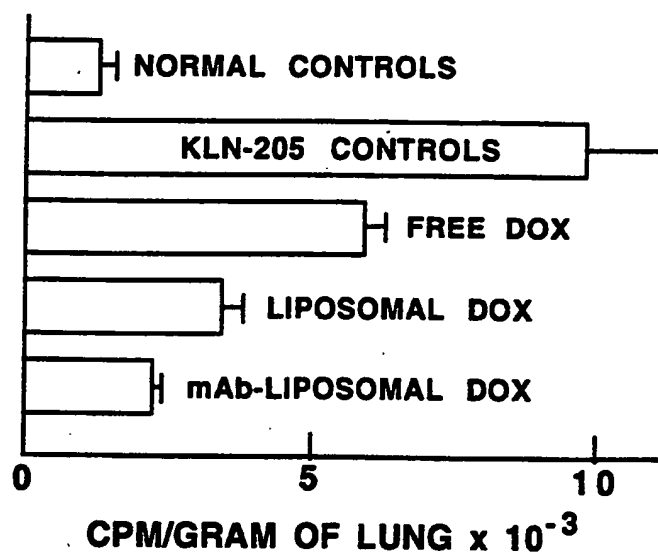 NORMAL CONTROLS
KLN-205 CONTROLS
FREE DOX
LIPOSOMAL DOX
mAb-LIPOSOMAL DOX
0 5 10
CPM/GRAM OF LUNG x 10⁻³